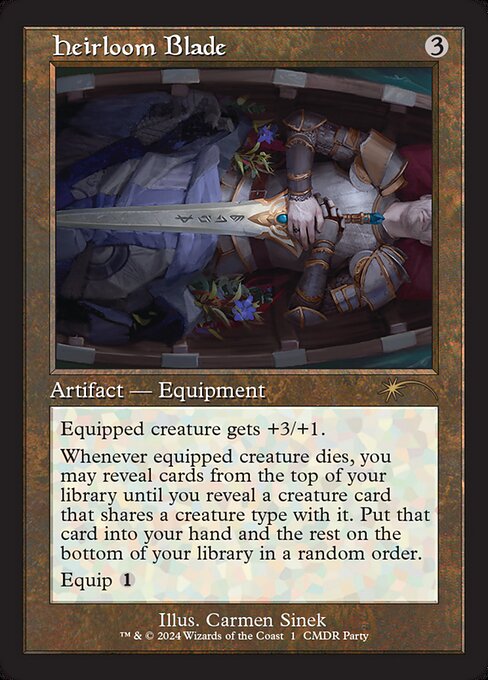 Heirloom Blade 3
Artifact — Equipment
Equipped creature gets +3/+1.
Whenever equipped creature dies, you
may reveal cards from the top of your
library until you reveal a creature card
that shares a creature type with it. Put that
card into your hand and the rest on the
bottom of your library in a random order.
Equip 1
Illus. Carmen Sinek
™ & © 2024 Wizards of the Coast 1 CMDR Party